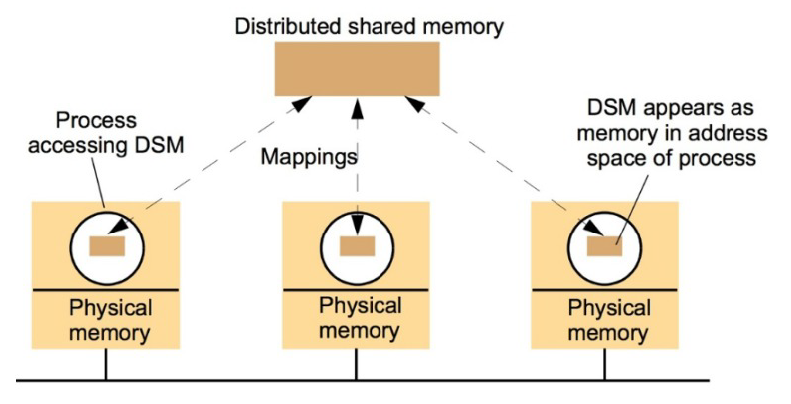 Distributed shared memory
Process
accessing DSM
DSM appears as
memory in address
space of process
Mappings
Physical
memory
Physical
memory
Physical
memory